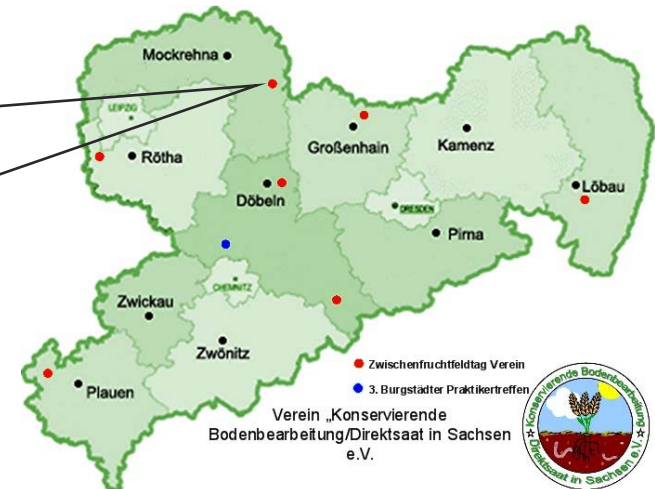 Mockrehna
LEIPZIG
Rötha
Großenhain
Kamenz
Löbau
Döbeln
DRESDEN
Pirna
CHEMNITZ
Zwickau
Zwönitz
Plauen
Zwischenfruchtfeldtag Verein
3. Burgstädter Praktikertreffen
Verein „Konservierende
Bodenbearbeitung/Direktsaat in Sachsen
e.V.
Konservierende Bodenbearbeitung
Direktsaat in Sachsen e.V.